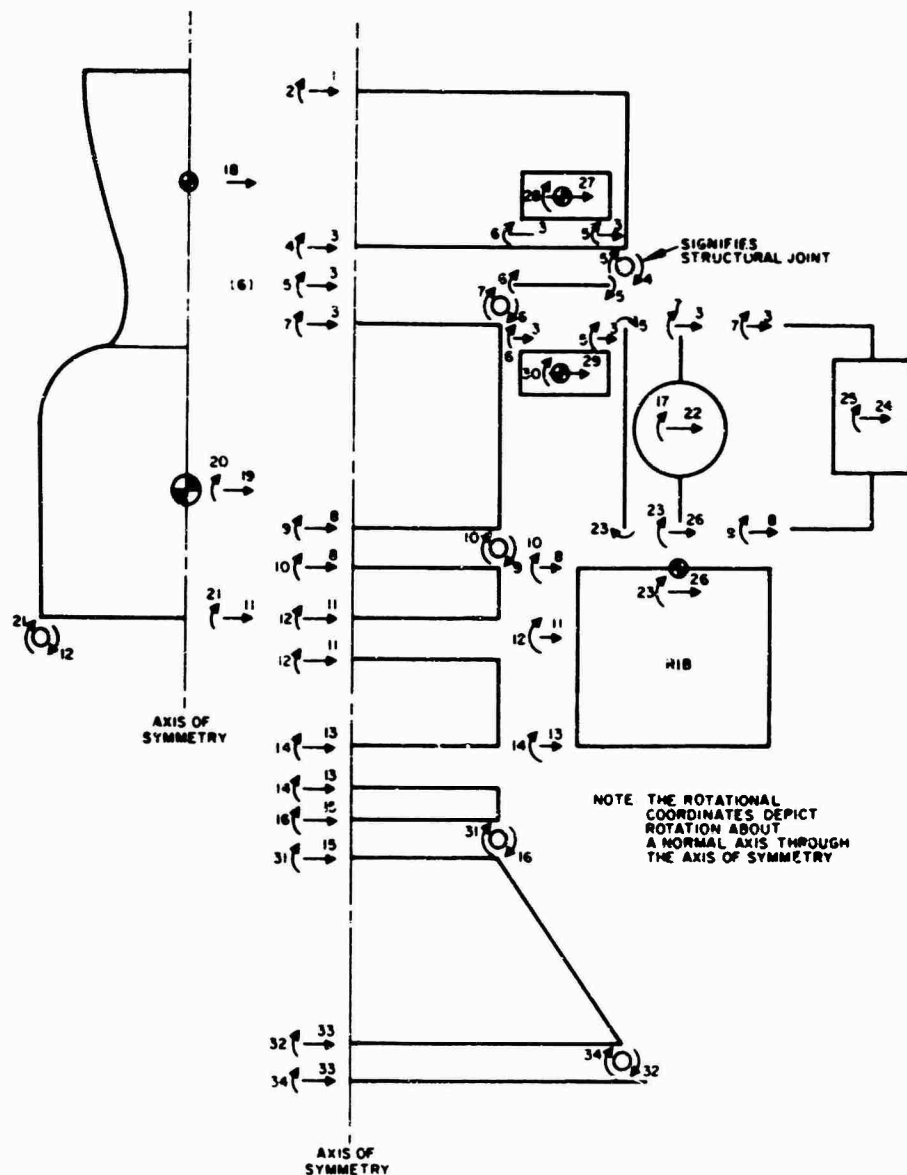 2 1
18
28 27
6 3 5 3
4 3
SIGNIFIES
STRUCTURAL JOINT
5 4
(6) 5 3
6 5
7 6
7 3
6 3 5 3
5
7 3
7 3
30 29
17 22
25 24
20 19
9 8
10 9
23
23 26
8
10 8
10 8
23 26
21 11
21 12
12 11
12 11
12 11
RIB
AXIS OF
SYMMETRY
14 13
14 13
14 13
16 15
31 16
31 15
NOTE THE ROTATIONAL
COORDINATES DEPICT
ROTATION ABOUT
A NORMAL AXIS THROUGH
THE AXIS OF SYMMETRY
32 33
34 32
34 33
AXIS OF
SYMMETRY